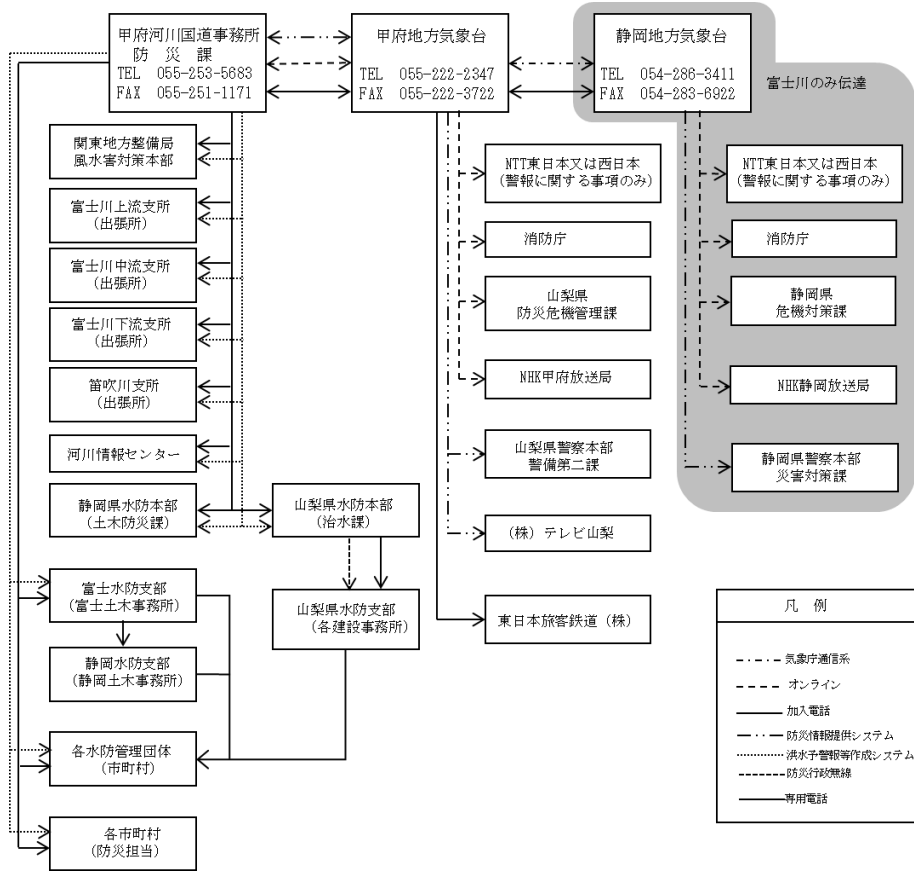 甲府河川国道事務所
防 災 課
TEL 055-253-5683
FAX 055-251-1171
甲府地方気象台
TEL 055-222-2347
FAX 055-222-3722
静岡地方気象台
TEL 054-286-3411
FAX 054-283-6922
富士川のみ伝達
関東地方整備局
風水害対策本部
富士川上流支所
(出張所)
富士川中流支所
(出張所)
富士川下流支所
(出張所)
笛吹川支所
(出張所)
河川情報センター
静岡県水防本部
(土木防災課)
山梨県水防本部
(治水課)
富士水防支部
(富士土木事務所)
静岡水防支部
(静岡土木事務所)
山梨県水防支部
(各建設事務所)
各水防管理団体
(市町村)
各市町村
(防災担当)
NTT東日本又は西日本
(警報に関する事項のみ)
消防庁
山梨県
防災危機管理課
NHK甲府放送局
山梨県警察本部
警備第二課
(株)テレビ山梨
東日本旅客鉄道(株)
NTT東日本又は西日本
(警報に関する事項のみ)
消防庁
静岡県
危機対策課
NHK静岡放送局
静岡県警察本部
災害対策課
凡 例
気象庁通信系
オンライン
加入電話
防災情報提供システム
洪水予警報等作成システム
防災行政無線
専用電話